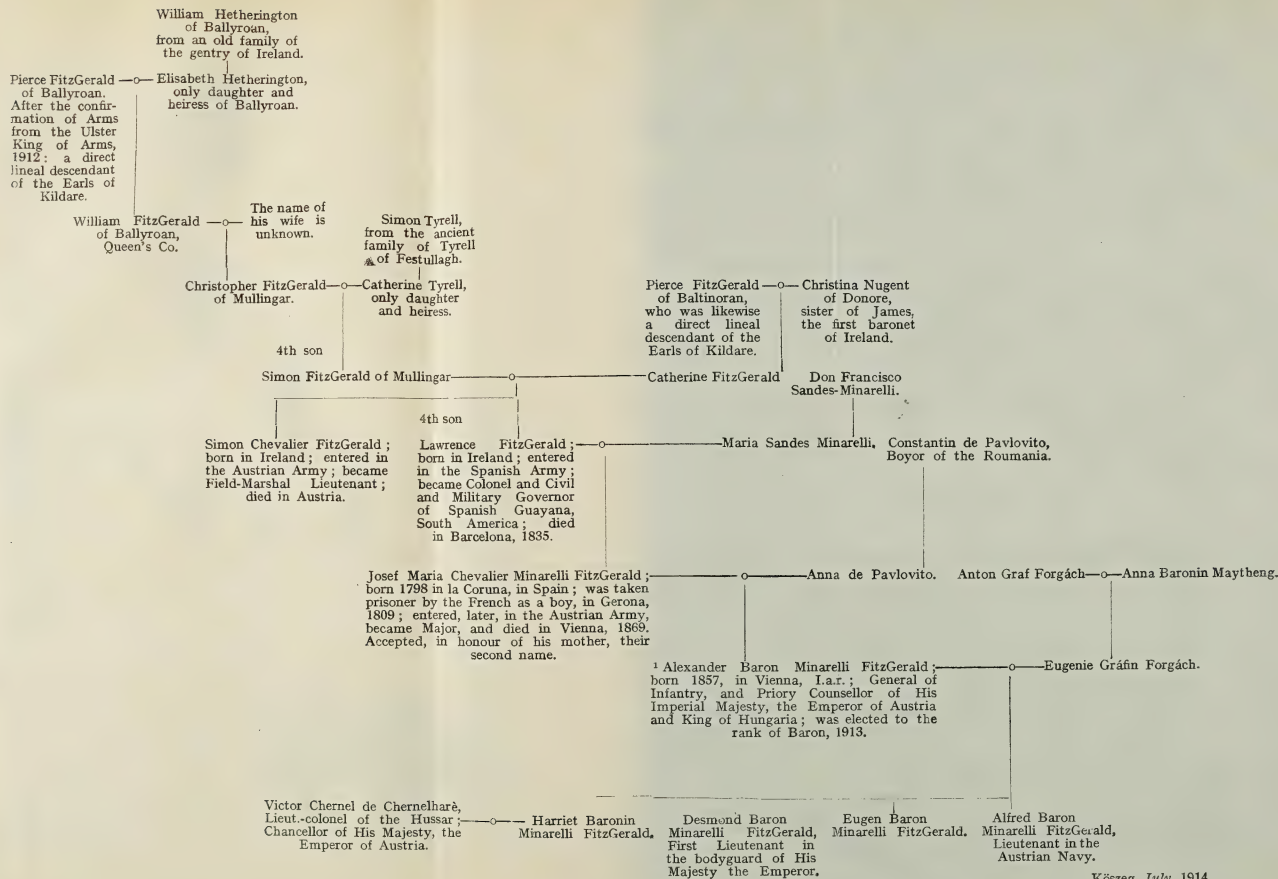 William Hetherington
of Ballyroan,
from an old family of
the gentry of Ireland.
Pierce FitzGerald
of Ballyroan.
After the confir-
mation of Arms
from the Ulster
King of Arms,
1912: a direct
lineal descendant
of the Earls of
Kildare.
Elisabeth Hetherington,
only daughter and
heiress of Ballyroan.
William FitzGerald
of Ballyroan,
Queen's Co.
The name of
his wife is
unknown.
Simon Tyrell,
from the ancient
family of Tyrell
of Festullagh.
Christopher FitzGerald
of Mullingar.
Catherine Tyrell,
only daughter
and heiress.
Pierce FitzGerald
of Baltinoran,
who was likewise
a direct lineal
descendant of the
Earls of Kildare.
Christina Nugent
of Donore,
sister of James,
the first baronet
of Ireland.
4th son
Simon FitzGerald of Mullingar
Catherine FitzGerald
Don Francisco
Sandes-Minarelli.
Simon Chevalier FitzGerald;
born in Ireland; entered in
the Austrian Army; became
Field-Marshal Lieutenant;
died in Austria.
4th son
Lawrence FitzGerald;
born in Ireland; entered
in the Spanish Army;
became Colonel and Civil
and Military Governor
of Spanish Guayana,
South America; died
in Barcelona, 1835.
Maria Sandes Minarelli.
Constantin de Pavlovito,
Boyor of the Roumania.
Josef Maria Chevalier Minarelli FitzGerald;
born 1798 in la Coruna, in Spain; was taken
prisoner by the French as a boy, in Gerona,
1809; entered, later, in the Austrian Army,
became Major, and died in Vienna, 1869.
Accepted, in honour of his mother, their
second name.
Anna de Pavlovito.
Anton Graf Forgách
Anna Baronin Maytheng.
¹ Alexander Baron Minarelli FitzGerald;
born 1857, in Vienna, I.a.r.; General of
Infantry, and Priory Counsellor of His
Imperial Majesty, the Emperor of Austria
and King of Hungaria; was elected to the
rank of Baron, 1913.
Eugenie Gráfin Forgách.
Victor Chernel de Chernelharè,
Lieut.-colonel of the Hussar;
Chancellor of His Majesty, the
Emperor of Austria.
Harriet Baronin
Minarelli FitzGerald.
Desmond Baron
Minarelli FitzGerald,
First Lieutenant in
the bodyguard of His
Majesty the Emperor.
Eugen Baron
Minarelli FitzGerald.
Alfred Baron
Minarelli FitzGerald,
Lieutenant in the
Austrian Navy.
Köszeg, July, 1914